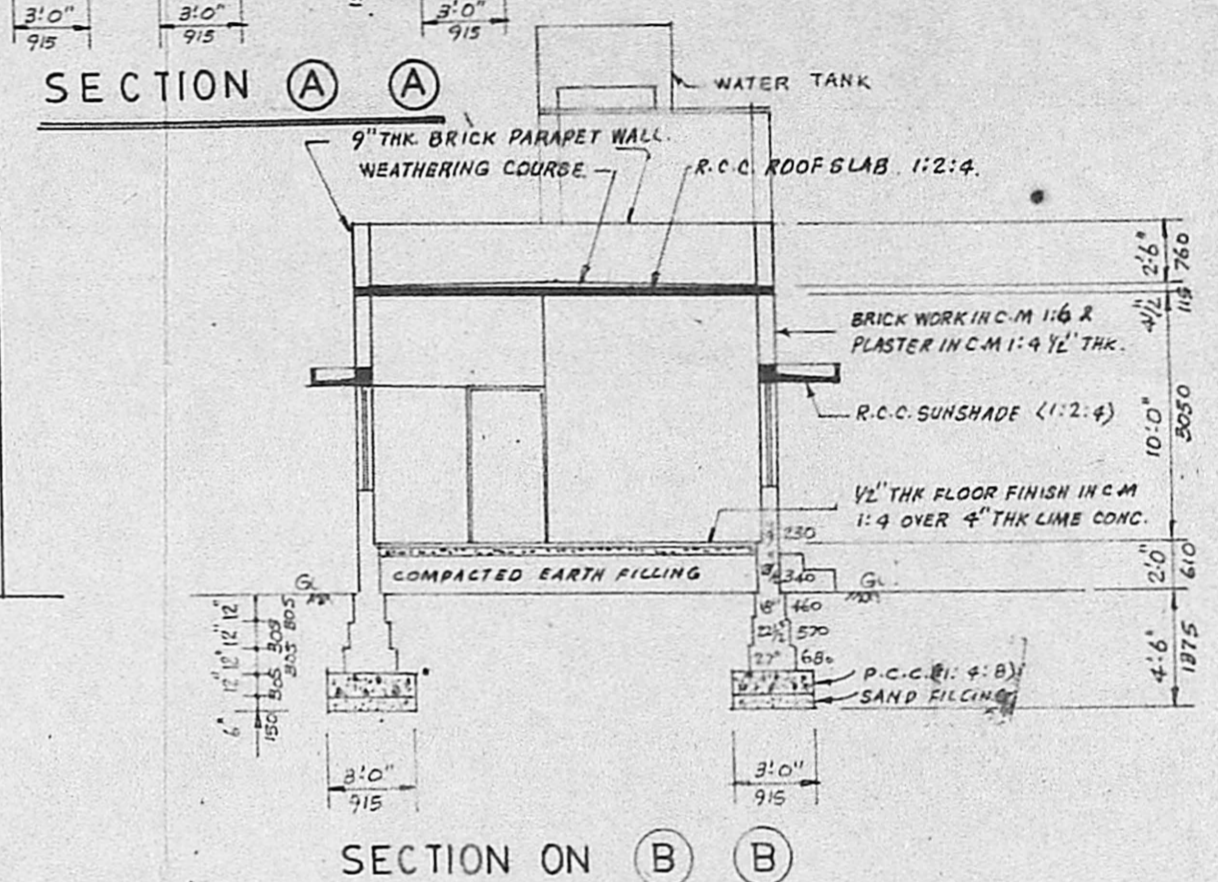 3'0" 3'0" 3'0"
915 915 915
SECTION A A
WATER TANK
9" THK. BRICK PARAPET WALL.
WEATHERING COURSE R.C.C. ROOF SLAB 1:2:4.
2'6" 760
4½" 115
BRICK WORK IN C.M 1:6 &
PLASTER IN C.M 1:4 ½" THK.
R.C.C. SUNSHADE (1:2:4)
10'0" 3050
½" THK FLOOR FINISH IN C M
1:4 OVER 4" THK LIME CONC.
9" 230
COMPACTED EARTH FILLING
340
2'0" 610
GL GL
12" 305
12" 305
12" 305
12" 305
6" 150
18" 460
22½" 570
27" 680
P.C.C. (1:4:8)
SAND FILLING
4'6" 1375
3'0" 3'0"
915 915
SECTION ON B B